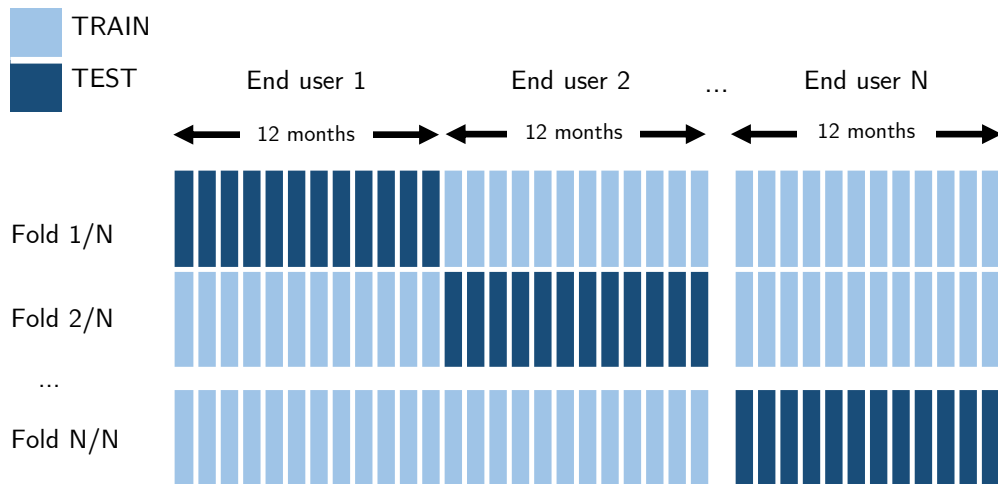 TRAIN
TEST
End user 1 End user 2 ... End user N
12 months 12 months 12 months
Fold 1/N
Fold 2/N
...
Fold N/N